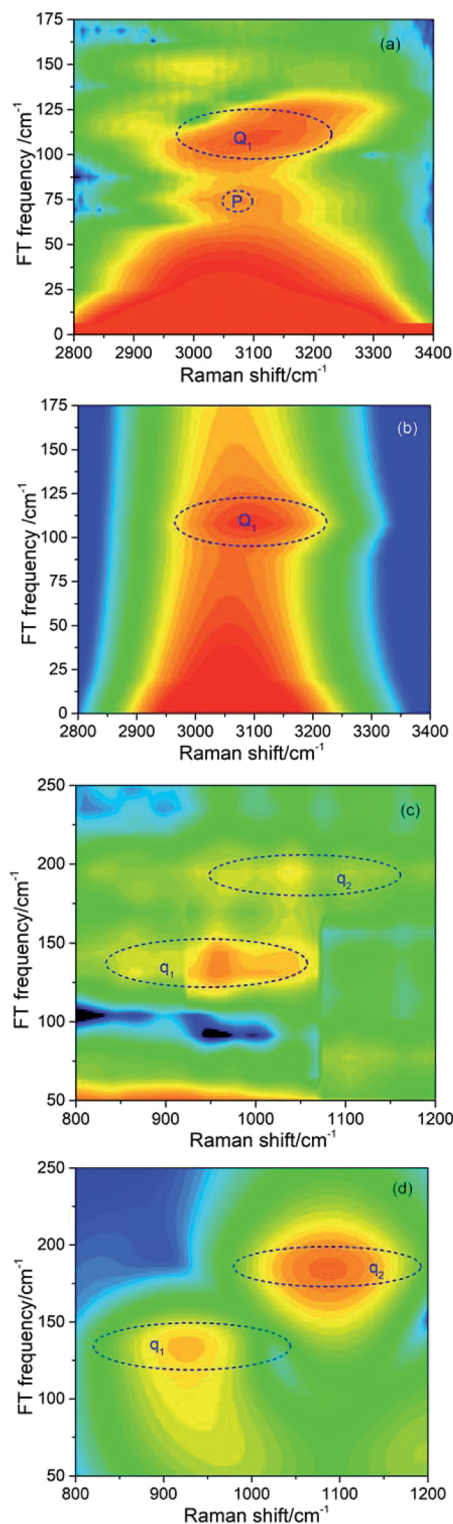 175
(a)
150
125
Q1
100
75
P
50
25
0
FT frequency /cm-1
2800 2900 3000 3100 3200 3300 3400
Raman shift/cm-1
175
(b)
150
125
Q1
100
75
50
25
0
FT frequency /cm-1
2800 2900 3000 3100 3200 3300 3400
Raman shift/cm-1
250
(c)
200
q2
150
q1
100
50
FT frequency/cm-1
800 900 1000 1100 1200
Raman shift/cm-1
250
(d)
200
q2
150
q1
100
50
FT frequency/cm-1
800 900 1000 1100 1200
Raman shift/cm-1